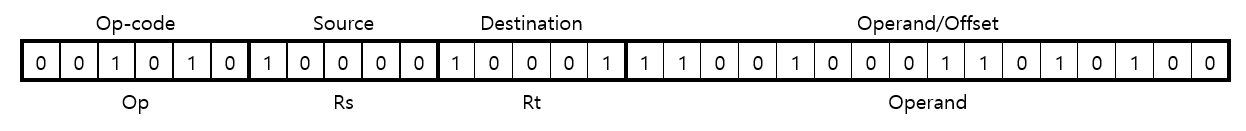 Op-code Source Destination Operand/Offset
0 0 1 0 1 0 1 0 0 0 0 1 0 0 0 1 1 1 0 0 1 0 0 0 1 1 0 1 0 1 0 0
Op Rs Rt Operand